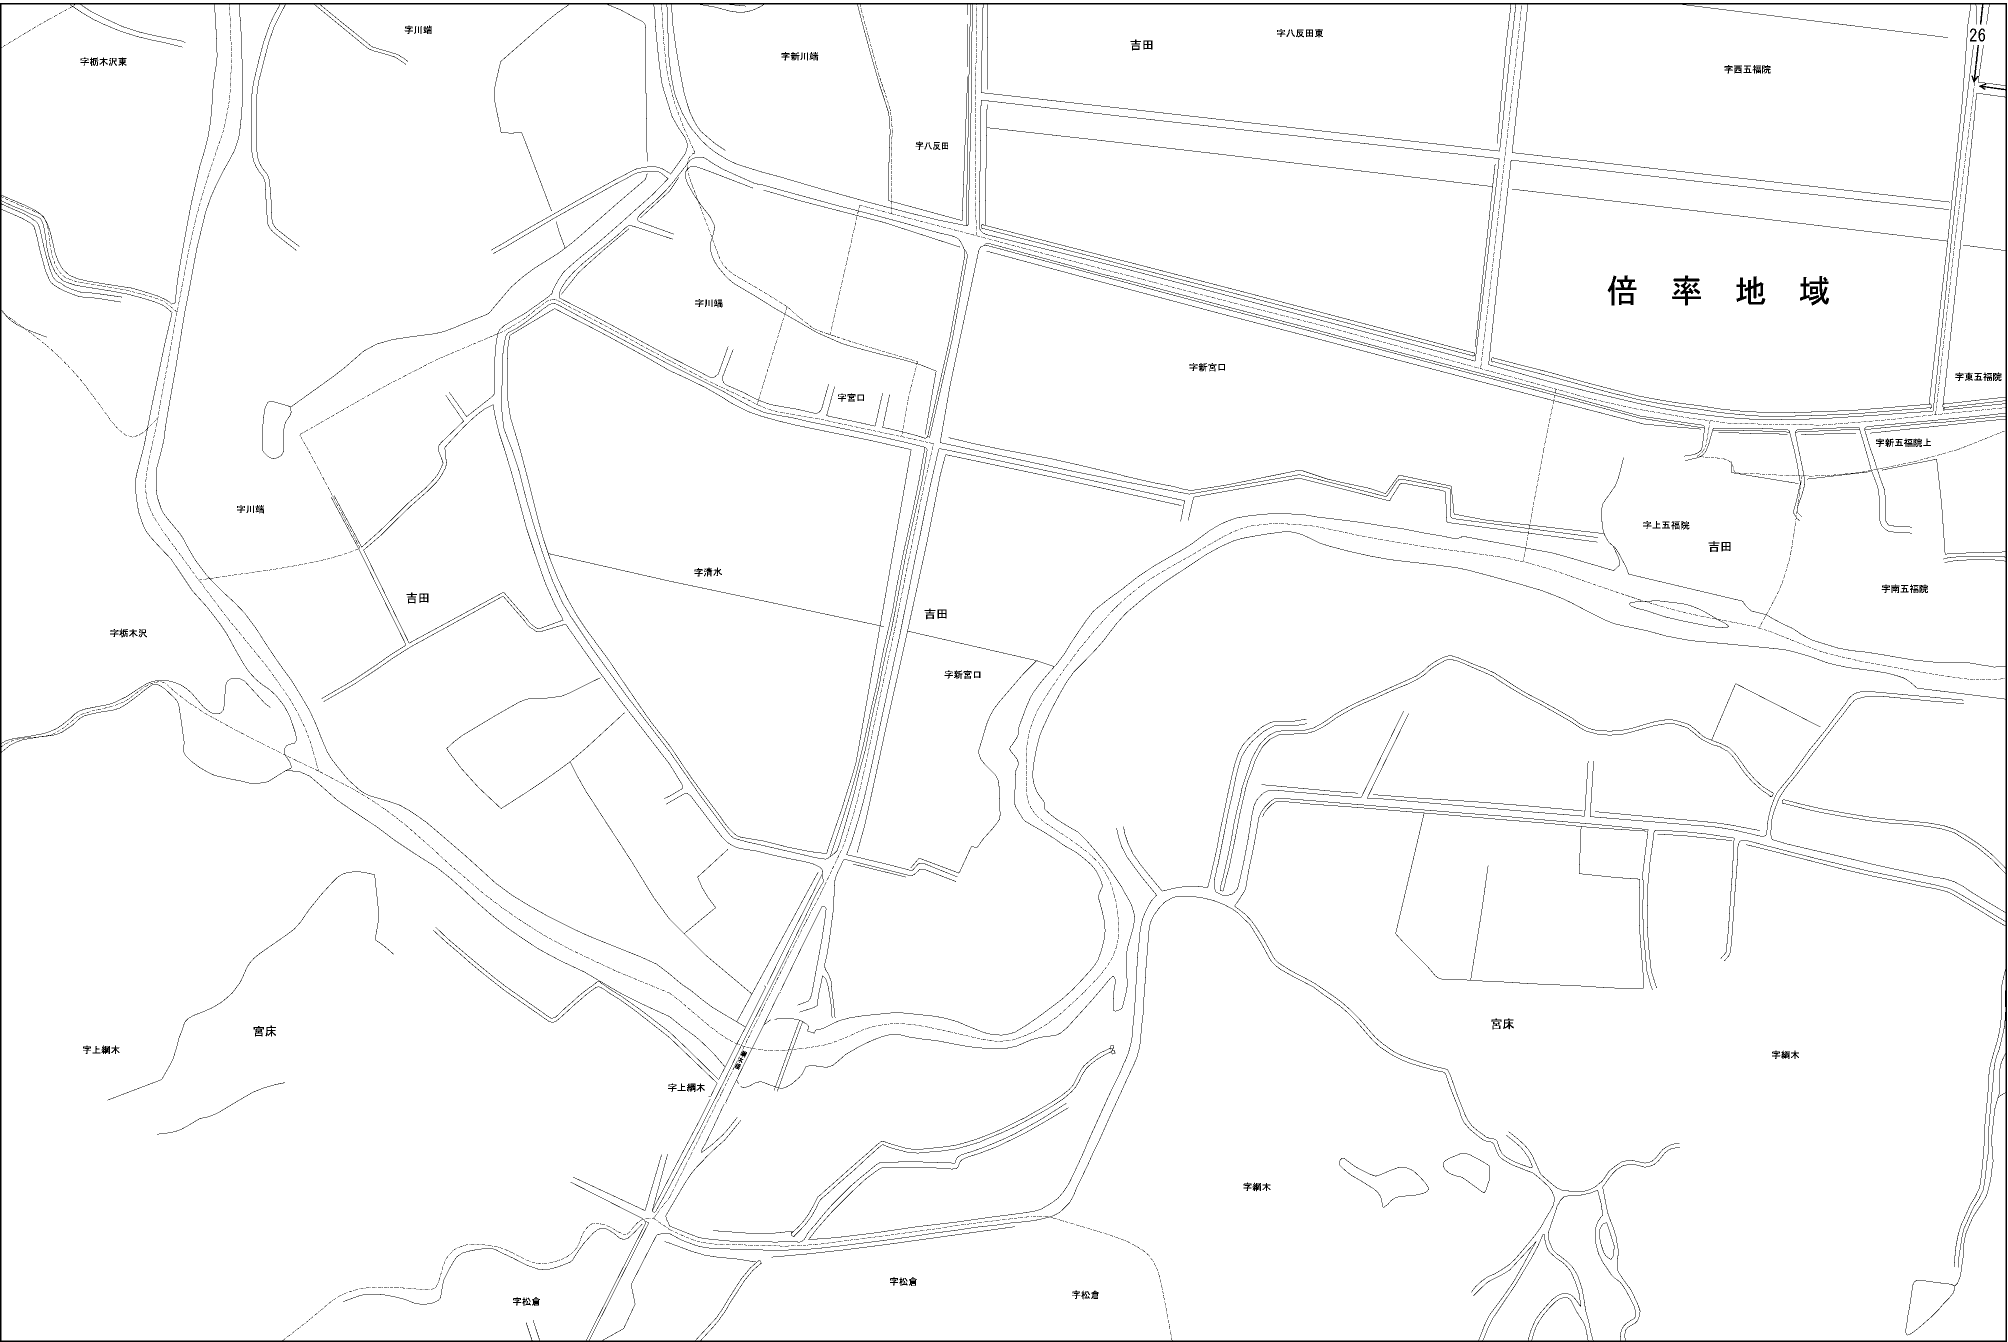 字川端
26
字八反田東
吉田
字新川端
字栃木沢東
字西五福院
字八反田
倍率地域
字川端
字新宮口
字東五福院
字宮口
字新五福院上
字川端
字上五福院
吉田
字清水
字南五福院
吉田
吉田
字栃木沢
字新宮口
宮床
宮床
字上綱木
字綱木
字上綱木
字綱木
字松倉
字松倉
字松倉